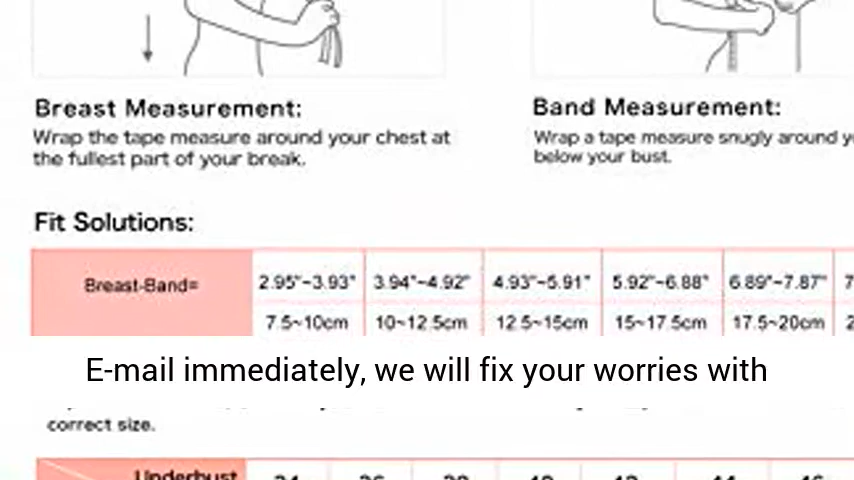 Breast Measurement:
Wrap the tape measure around your chest at
the fullest part of your break.
Band Measurement:
Wrap a tape measure snugly around
below your bust.
Fit Solutions:
Breast-Band= 2.95"~3.93" 3.94"~4.92" 4.93"~5.91" 5.92"~6.88" 6.89"~7.87"
7.5~10cm 10~12.5cm 12.5~15cm 15~17.5cm 17.5~20cm
E-mail immediately, we will fix your worries with
correct size.
Underbust